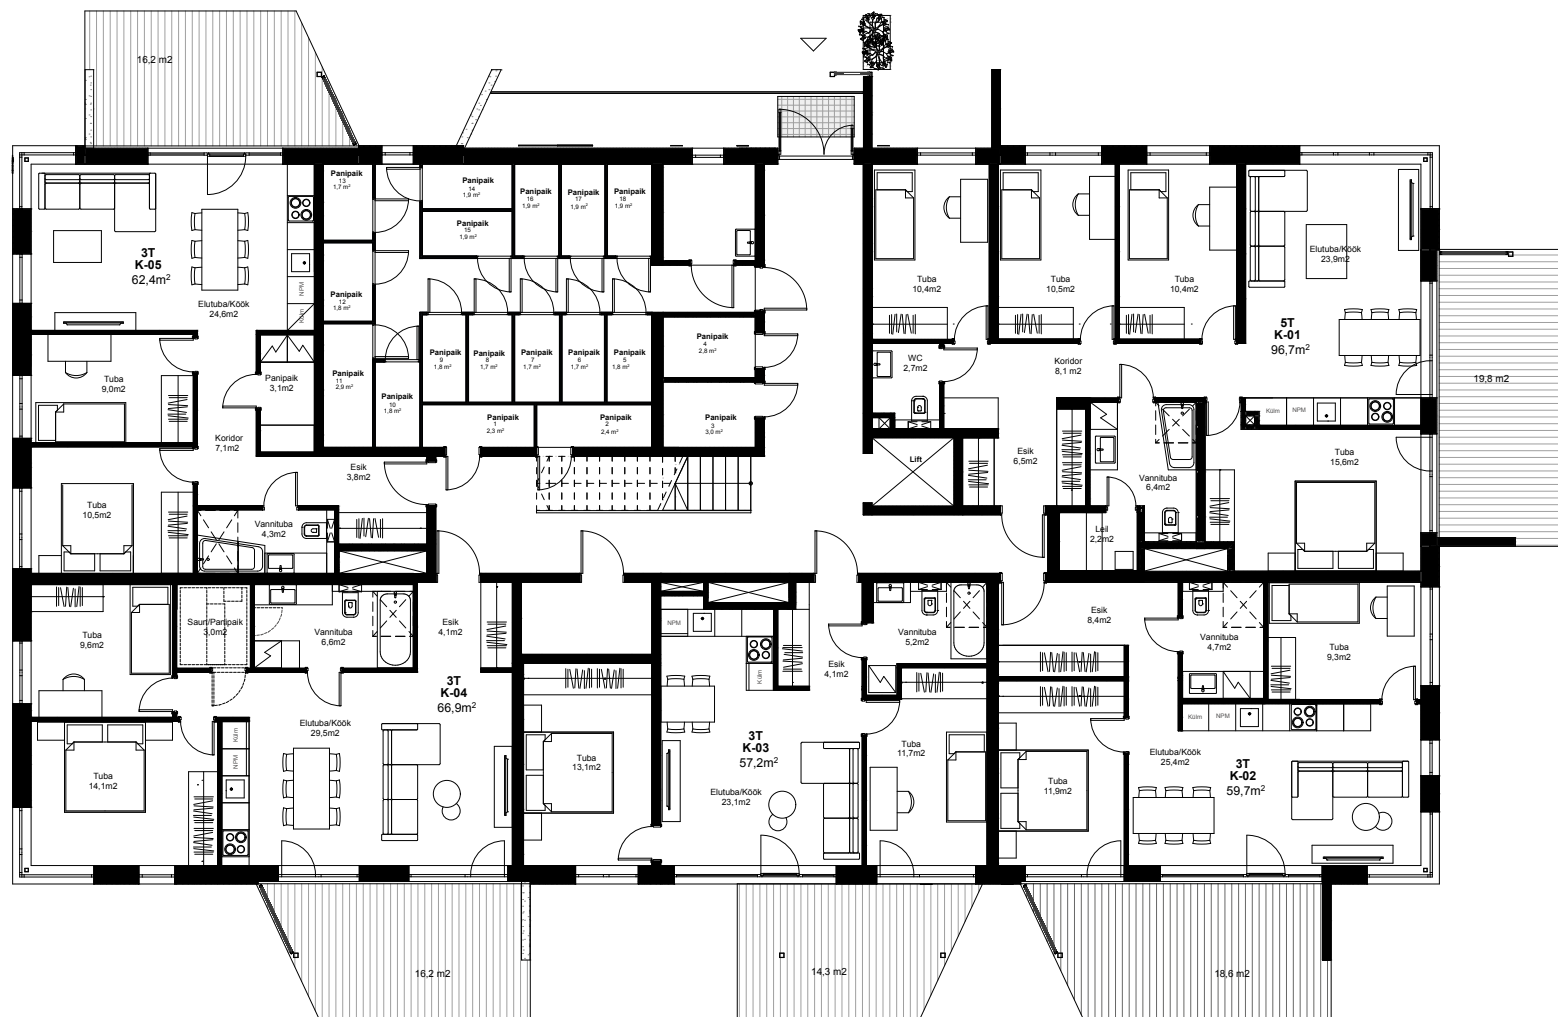 16,2 m2
Panipaik
13
1,7 m²
Panipaik
14
1,9 m²
Panipaik
15
1,9 m²
Panipaik
16
1,9 m²
Panipaik
17
1,9 m²
Panipaik
18
1,9 m²
3T
K-05
62,4m²
Elutuba/Köök
24,6m2
NPM
Külm
Panipaik
12
1,8 m²
Panipaik
11
2,9 m²
Panipaik
10
1,8 m²
Panipaik
9
1,8 m²
Panipaik
8
1,7 m²
Panipaik
7
1,7 m²
Panipaik
6
1,7 m²
Panipaik
5
1,8 m²
Panipaik
4
2,8 m²
Panipaik
3
3,0 m²
Panipaik
1
2,3 m²
Panipaik
2
2,4 m²
Tuba
9,0m2
Panipaik
3,1m2
Koridor
7,1m2
Esik
3,8m2
Tuba
10,5m2
Vannituba
4,3m2
Tuba
10,4m2
Tuba
10,5m2
Tuba
10,4m2
Elutuba/Köök
23,9m2
5T
K-01
96,7m²
19,8 m2
WC
2,7m2
Koridor
8,1 m2
Külm
NPM
Lift
Esik
6,5m2
Vannituba
6,4m2
Tuba
15,6m2
Leil
2,2m2
Tuba
9,6m2
Saun/Panipaik
3,0m2
Vannituba
6,6m2
Esik
4,1m2
3T
K-04
66,9m²
Elutuba/Köök
29,5m2
Külm
NPM
Tuba
14,1m2
Tuba
13,1m2
NPM
Külm
Esik
4,1m2
Vannituba
5,2m2
3T
K-03
57,2m²
Elutuba/Köök
23,1m2
Tuba
11,7m2
Esik
8,4m2
Vannituba
4,7m2
Tuba
9,3m2
Külm
NPM
Elutuba/Köök
25,4m2
3T
K-02
59,7m²
Tuba
11,9m2
16,2 m2
14,3 m2
18,6 m2